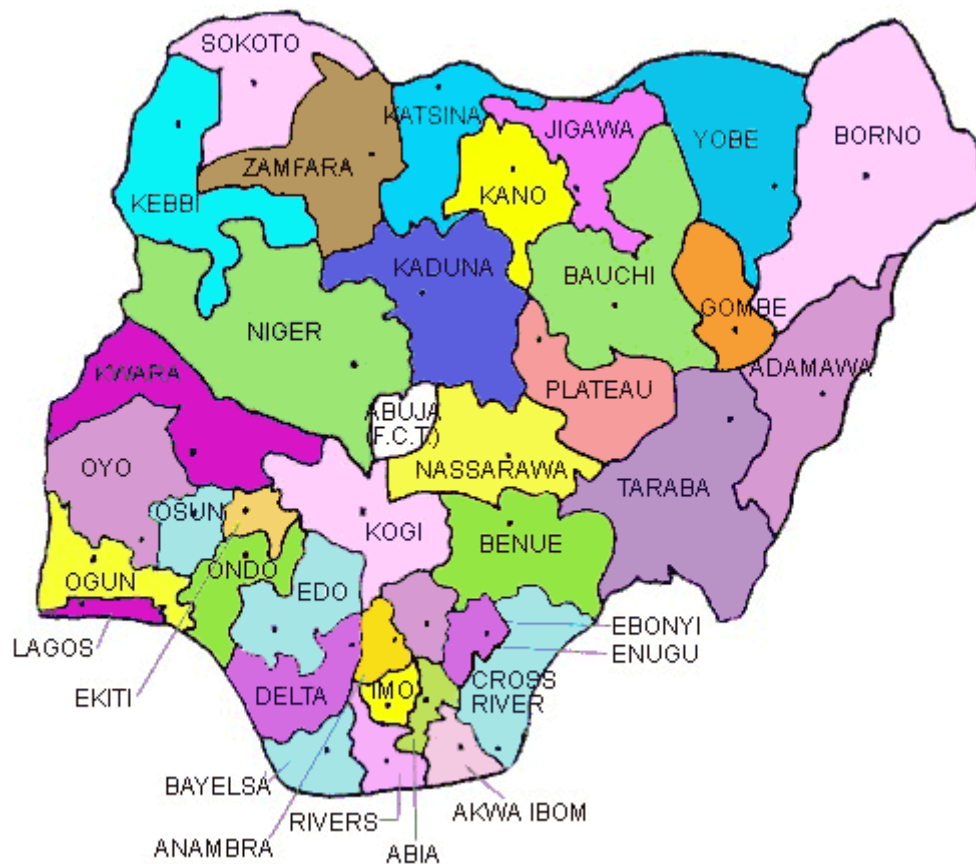 SOKOTO
KATSINA
JIGAWA
YOBE
BORNO
ZAMFARA
KANO
KEBBI
KADUNA
BAUCHI
GOMBE
NIGER
ADAMAWA
KWARA
PLATEAU
ABUJA
(F.C.T.)
OYO
NASSARAWA
TARABA
OSUN
KOGI
BENUE
OGUN
ONDO
EDO
LAGOS
EBONYI
ENUGU
EKITI
DELTA
IMO
CROSS
RIVER
BAYELSA
RIVERS
AKWA IBOM
ANAMBRA
ABIA